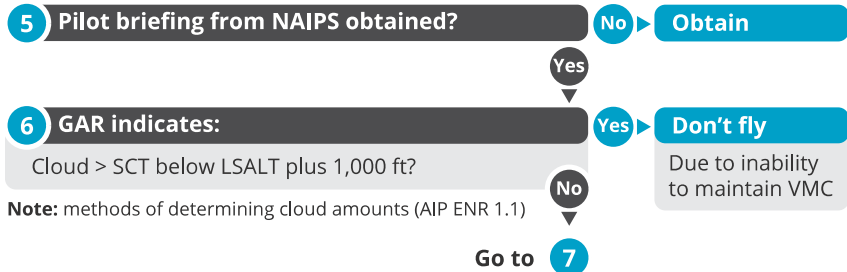 5 Pilot briefing from NAIPS obtained? No Obtain
Yes
6 GAR indicates: Yes Don't fly
Cloud > SCT below LSALT plus 1,000 ft?
Due to inability
to maintain VMC
No
Note: methods of determining cloud amounts (AIP ENR 1.1)
Go to 7